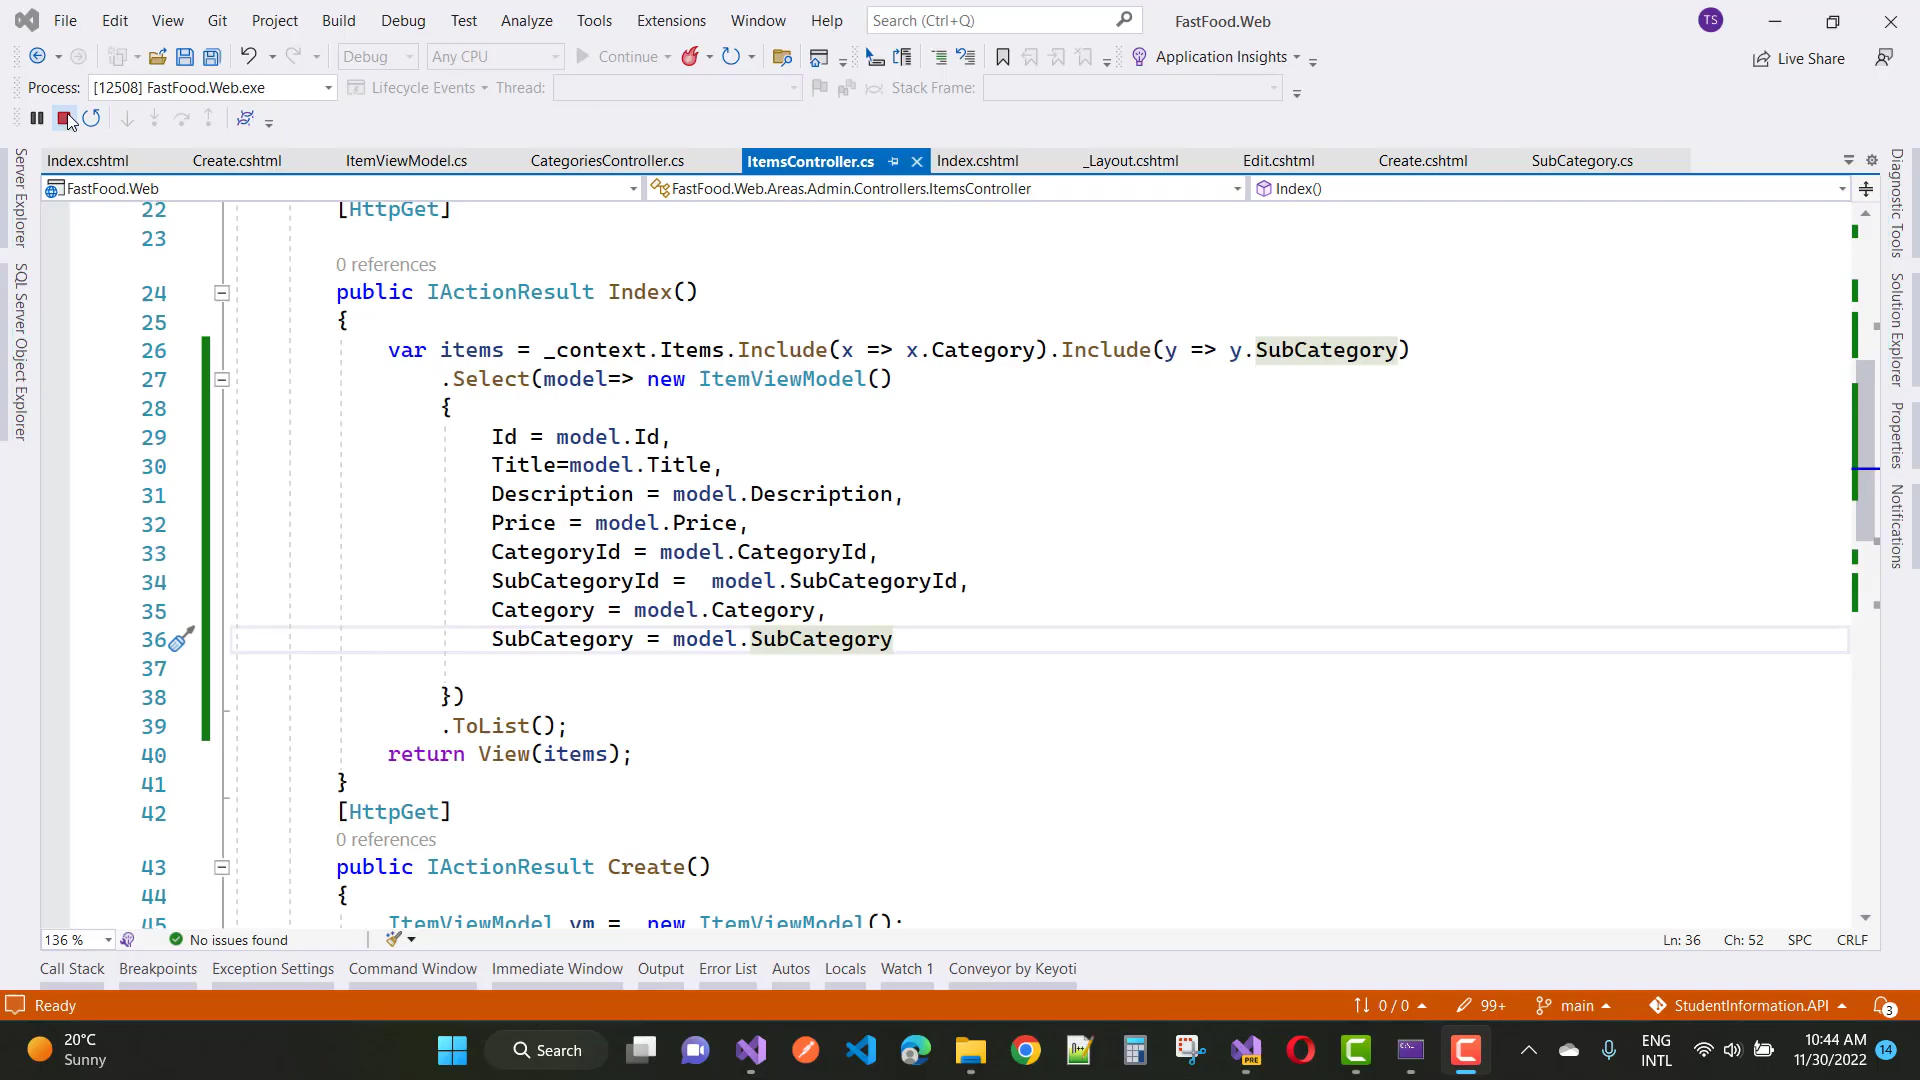 File Edit View Git Project Build Debug Test Analyze Tools Extensions Window Help Search (Ctrl+Q) FastFood.Web TS
Debug Any CPU Continue Application Insights Live Share
Process: [12508] FastFood.Web.exe Lifecycle Events Thread: Stack Frame:
Index.cshtml Create.cshtml ItemViewModel.cs CategoriesController.cs ItemsController.cs Index.cshtml _Layout.cshtml Edit.cshtml Create.cshtml SubCategory.cs
FastFood.Web FastFood.Web.Areas.Admin.Controllers.ItemsController Index()
Server Explorer
SQL Server Object Explorer
Diagnostic Tools
Solution Explorer
Properties
Notifications
22 [HttpGet]
23
0 references
24 public IActionResult Index()
25 {
26 var items = _context.Items.Include(x => x.Category).Include(y => y.SubCategory)
27 .Select(model=> new ItemViewModel()
28 {
29 Id = model.Id,
30 Title=model.Title,
31 Description = model.Description,
32 Price = model.Price,
33 CategoryId = model.CategoryId,
34 SubCategoryId =  model.SubCategoryId,
35 Category = model.Category,
36 SubCategory = model.SubCategory
37
38 })
39 .ToList();
40 return View(items);
41 }
42 [HttpGet]
0 references
43 public IActionResult Create()
44 {
45 ItemViewModel vm =  new ItemViewModel();
136 % No issues found Ln: 36 Ch: 52 SPC CRLF
Call Stack Breakpoints Exception Settings Command Window Immediate Window Output Error List Autos Locals Watch 1 Conveyor by Keyoti
Ready 0 / 0 99+ main StudentInformation.API 3
20°C
Sunny
Search
PRE
ENG
INTL
10:44 AM
11/30/2022
14